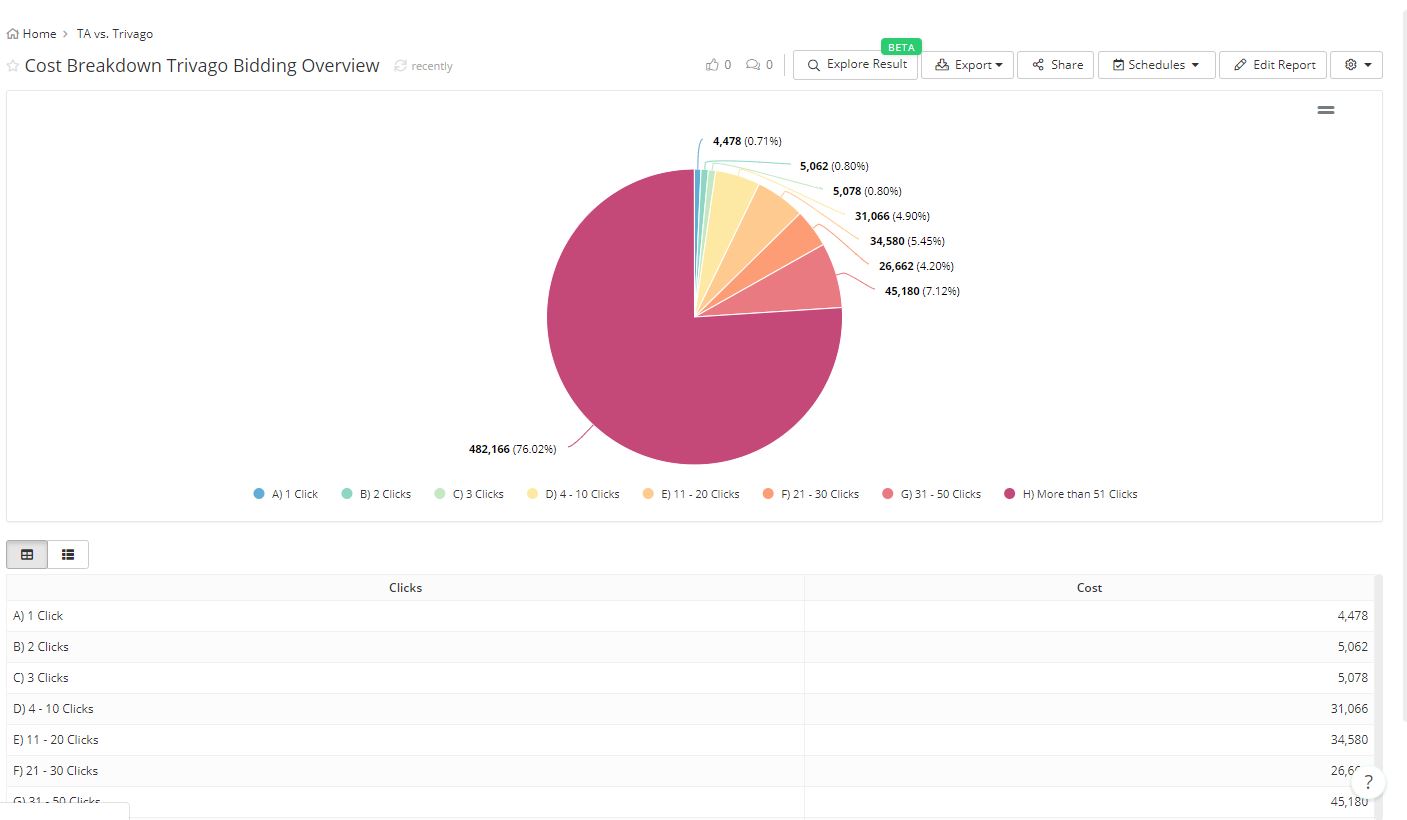 Home > TA vs. Trivago
Cost Breakdown Trivago Bidding Overview recently
0 0 Explore Result BETA Export Share Schedules Edit Report
4,478 (0.71%)
5,062 (0.80%)
5,078 (0.80%)
31,066 (4.90%)
34,580 (5.45%)
26,662 (4.20%)
45,180 (7.12%)
482,166 (76.02%)
A) 1 Click B) 2 Clicks C) 3 Clicks D) 4 - 10 Clicks E) 11 - 20 Clicks F) 21 - 30 Clicks G) 31 - 50 Clicks H) More than 51 Clicks
Clicks Cost
A) 1 Click 4,478
B) 2 Clicks 5,062
C) 3 Clicks 5,078
D) 4 - 10 Clicks 31,066
E) 11 - 20 Clicks 34,580
F) 21 - 30 Clicks
?
G) 31 - 50 Clicks 45,180